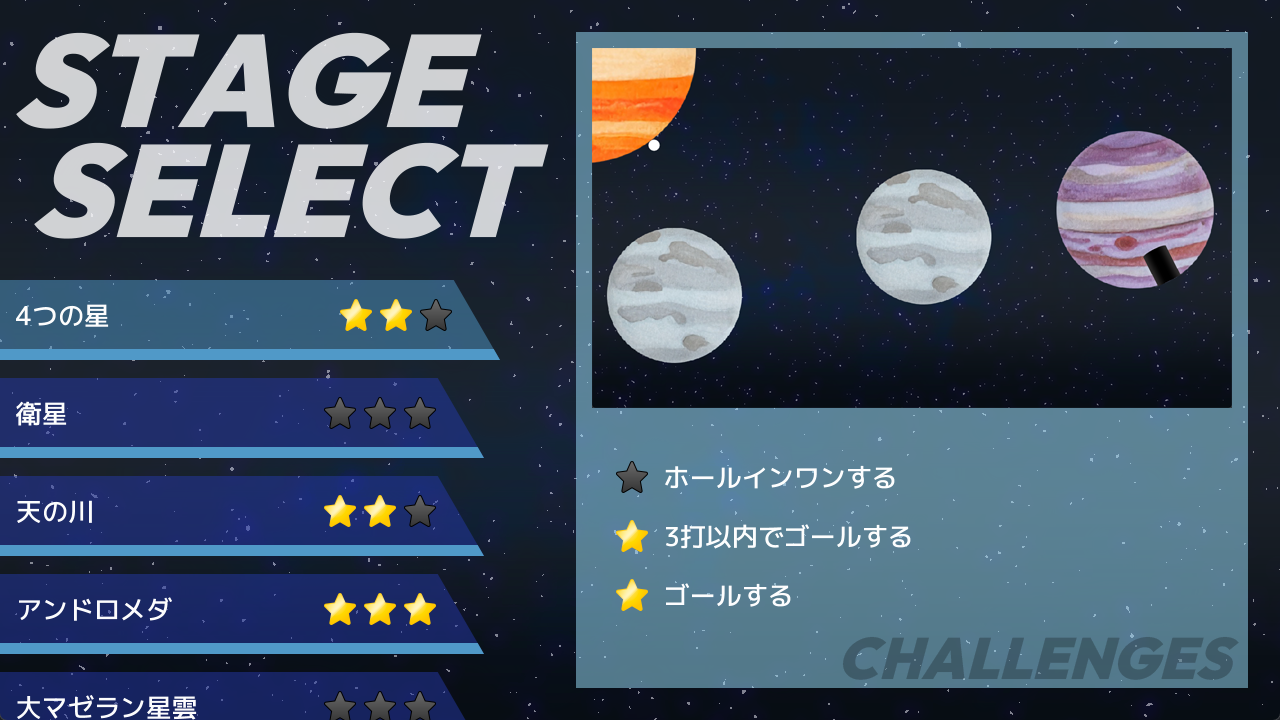 STAGE
SELECT
4つの星
衛星
天の川
アンドロメダ
大マゼラン星雲
ホールインワンする
3打以内でゴールする
ゴールする
CHALLENGES